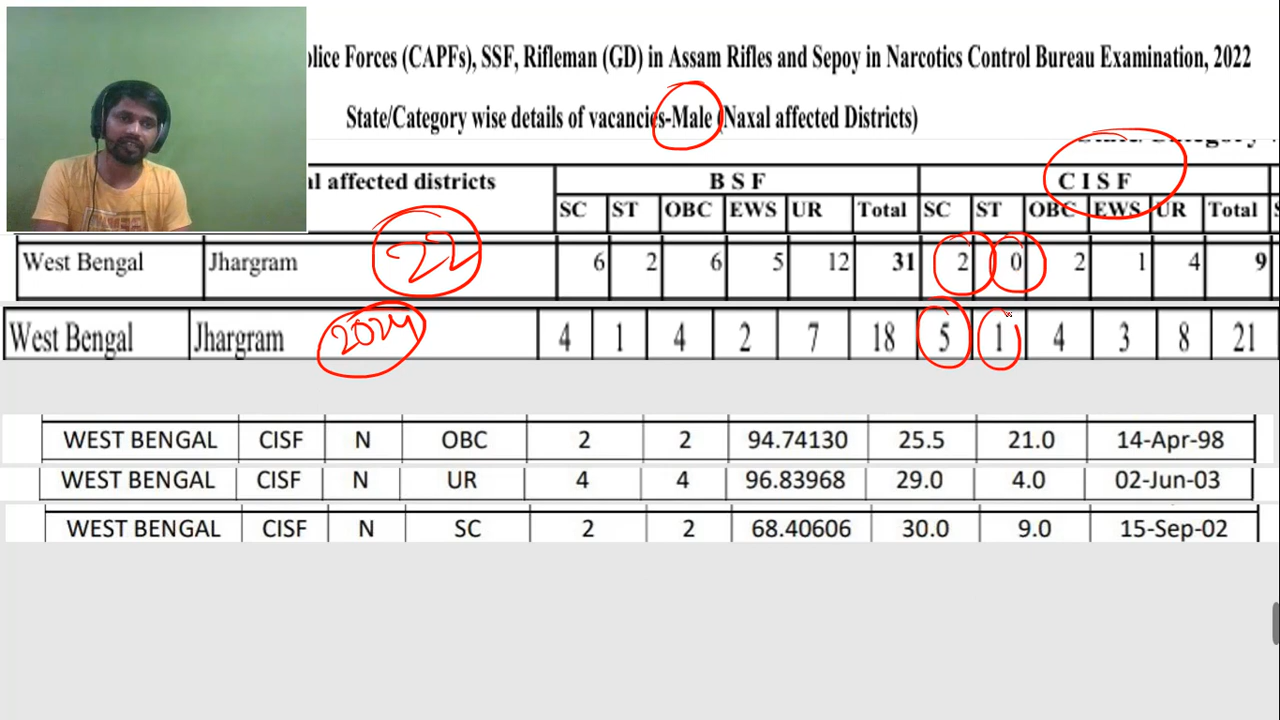 olice Forces (CAPFs), SSF, Rifleman (GD) in Assam Rifles and Sepoy in Narcotics Control Bureau Examination, 2022
State/Category wise details of vacancies-Male (Naxal affected Districts)
l affected districts BSF CISF
SC ST OBC EWS UR Total SC ST OBC EWS UR Total
West Bengal Jhargram 22 6 2 6 5 12 31 2 0 2 1 4 9
West Bengal Jhargram 2024 4 1 4 2 7 18 5 1 4 3 8 21
WEST BENGAL CISF N OBC 2 2 94.74130 25.5 21.0 14-Apr-98
WEST BENGAL CISF N UR 4 4 96.83968 29.0 4.0 02-Jun-03
WEST BENGAL CISF N SC 2 2 68.40606 30.0 9.0 15-Sep-02